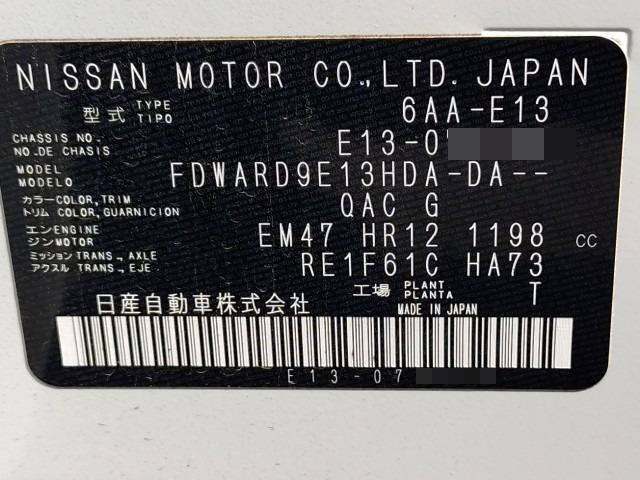 NISSAN MOTOR CO.,LTD. JAPAN
型式 TYPE TIPO 6AA-E13
CHASSIS NO. NO.DE CHASIS E13-0
MODEL MODELO FDWARD9E13HDA-DA--
カラーCOLOR,TRIM トリム COLOR,GUARNICION QAC G
エンENGINE ジンMOTOR EM47 HR12 1198 CC
ミッションTRANS.,AXLE アクスル TRANS.,EJE. RE1F61C HA73
工場 PLANT PLANTA T
日産自動車株式会社 MADE IN JAPAN
E13-07